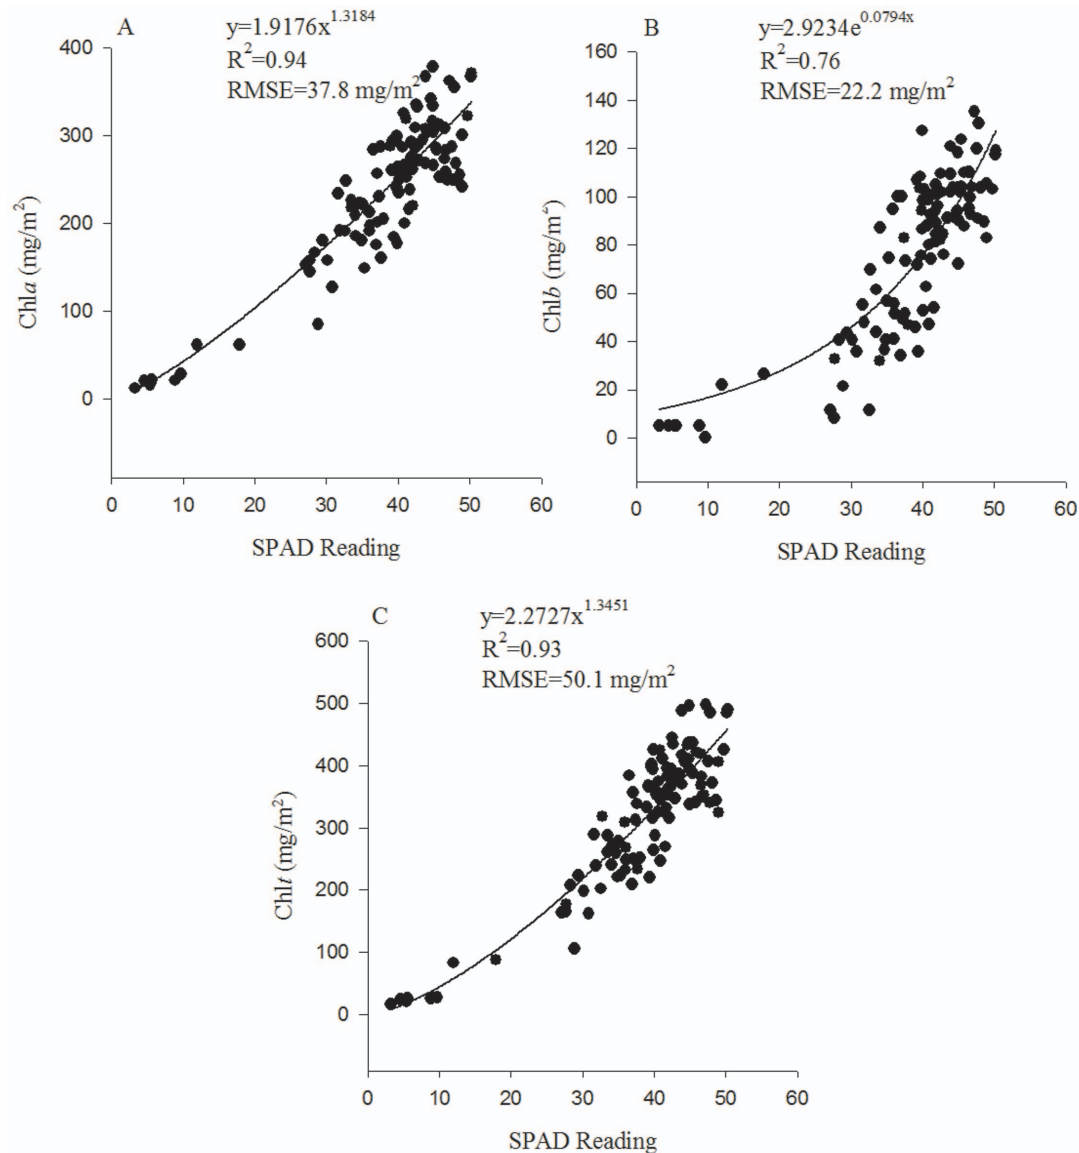 A
y=1.9176x^1.3184
R^2=0.94
RMSE=37.8 mg/m^2
400
300
200
100
0
Chla (mg/m^2)
0 10 20 30 40 50 60
SPAD Reading
B
y=2.9234e^0.0794x
R^2=0.76
RMSE=22.2 mg/m^2
160
140
120
100
80
60
40
20
0
Chlb (mg/m^2)
0 10 20 30 40 50 60
SPAD Reading
C
y=2.2727x^1.3451
R^2=0.93
RMSE=50.1 mg/m^2
600
500
400
300
200
100
0
Chlt (mg/m^2)
0 10 20 30 40 50 60
SPAD Reading